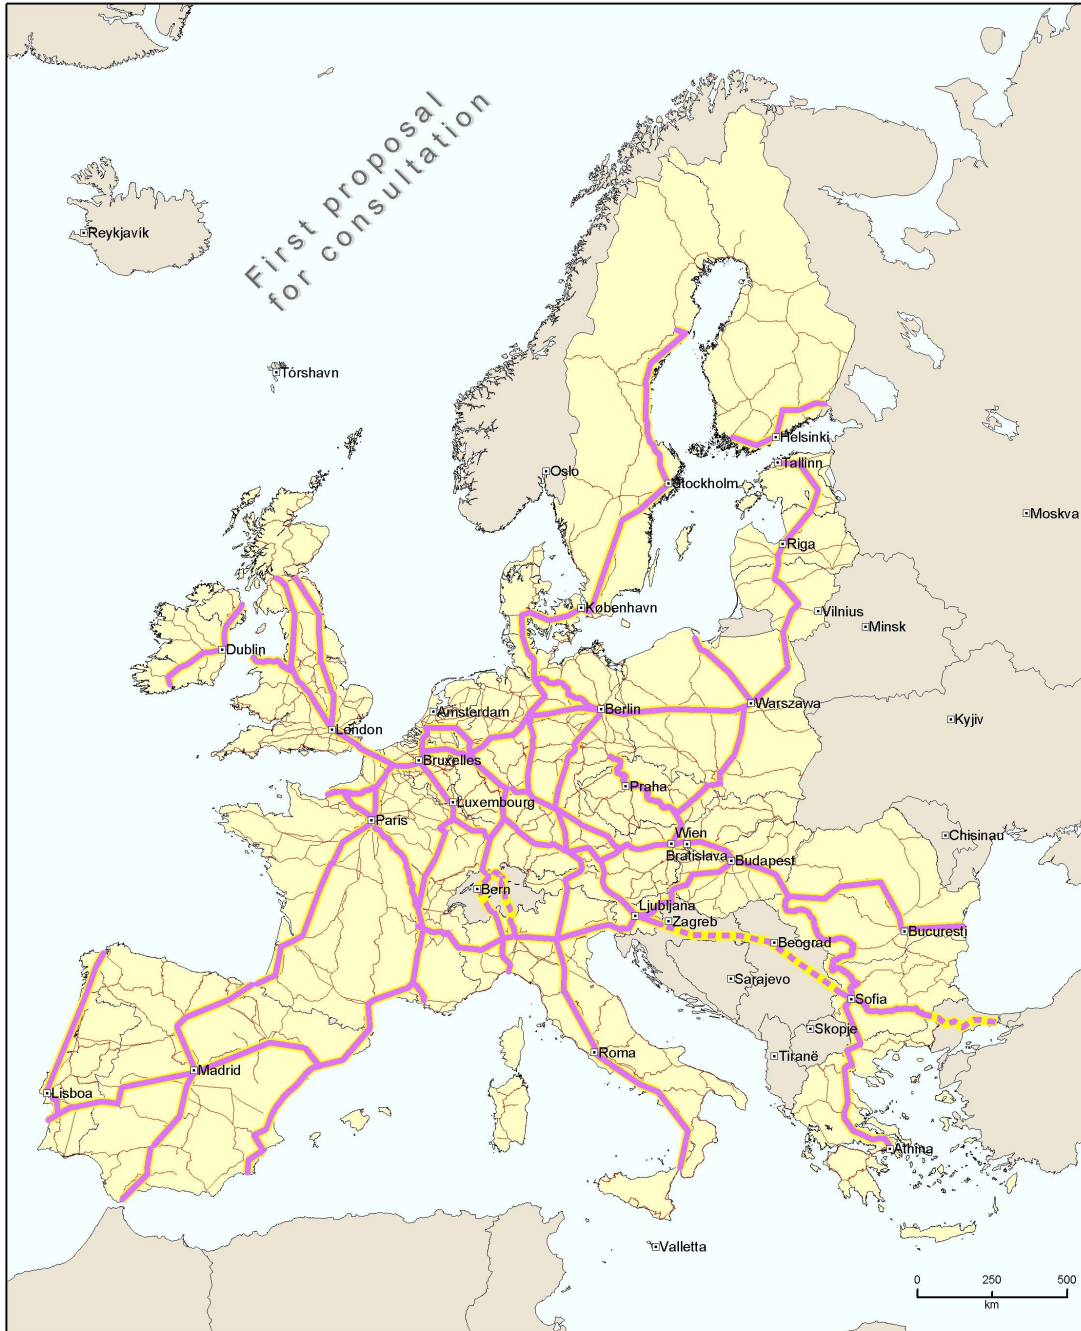 First proposal
for consultation
Reykjavík
Tórshavn
Oslo
Helsinki
Tallinn
Stockholm
Moskva
Riga
København
Vilnius
Minsk
Dublin
Amsterdam
Berlin
Warszawa
Kyjiv
London
Bruxelles
Praha
Luxembourg
Paris
Wien
Chisinau
Bratislava
Budapest
Bern
Ljubljana
Zagreb
Bucuresti
Beograd
Sarajevo
Sofia
Skopje
Roma
Tiranë
Madrid
Lisboa
Athina
Valletta
0 250 500
km